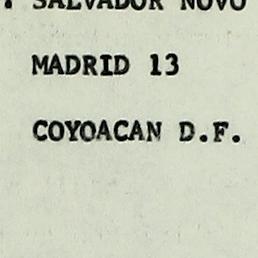 . SALVADOR NOVO
MADRID 13
COYOACAN D.F.